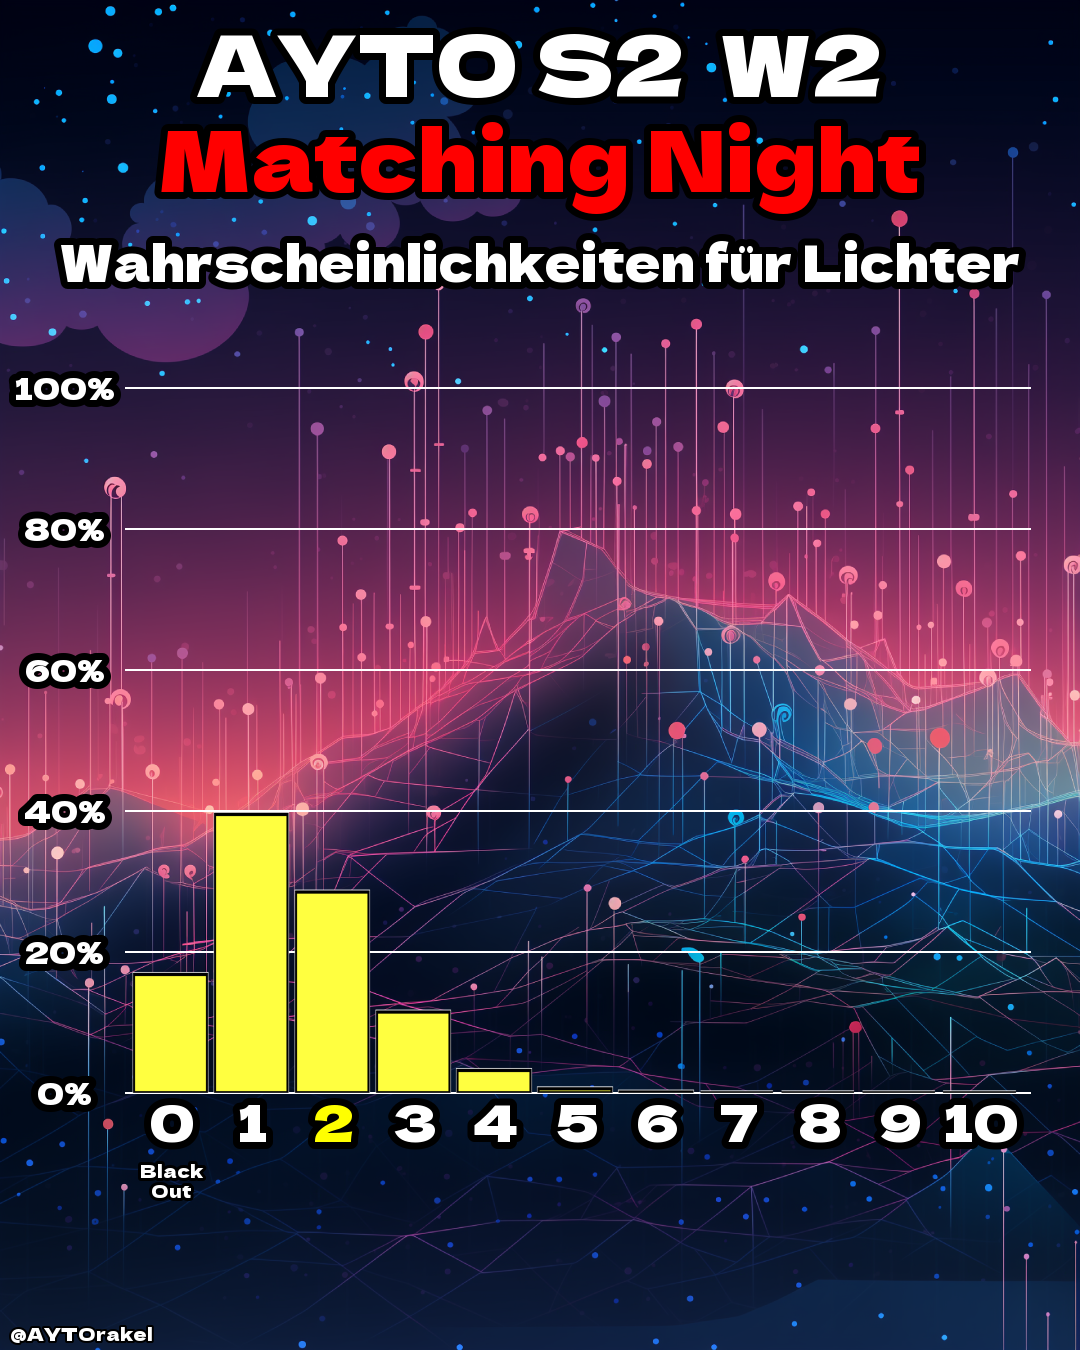 AYTO S2 W2
Matching Night
Wahrscheinlichkeiten für Lichter
100%
80%
60%
40%
20%
0%
0 1 2 3 4 5 6 7 8 9 10
Black
Out
@AYTOrakel